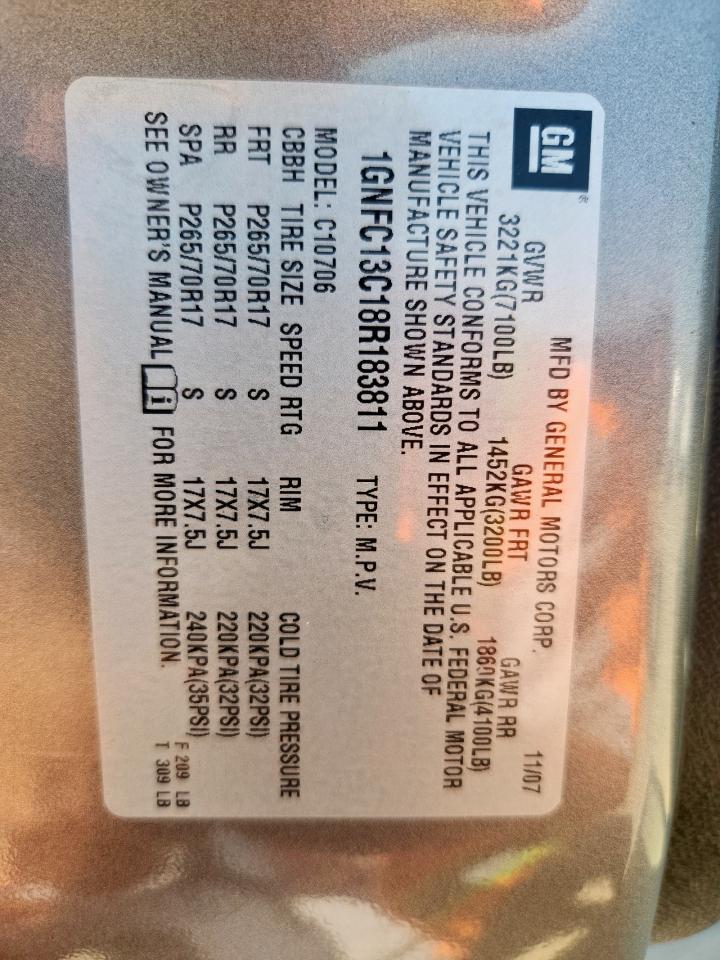 GM
MFD BY GENERAL MOTORS CORP. 11/07
GVWR GAWR FRT GAWR RR
3221KG(7100LB) 1452KG(3200LB) 1860KG(4100LB)
THIS VEHICLE CONFORMS TO ALL APPLICABLE U.S. FEDERAL MOTOR
VEHICLE SAFETY STANDARDS IN EFFECT ON THE DATE OF
MANUFACTURE SHOWN ABOVE.
1GNFC13C18R183811 TYPE: M.P.V.
MODEL: C10706
CBBH TIRE SIZE SPEED RTG RIM COLD TIRE PRESSURE
FRT P265/70R17 S 17X7.5J 220KPA(32PSI)
RR P265/70R17 S 17X7.5J 220KPA(32PSI)
SPA P265/70R17 S 17X7.5J 240KPA(35PSI) F 209 LB
SEE OWNER'S MANUAL i FOR MORE INFORMATION. T 309 LB